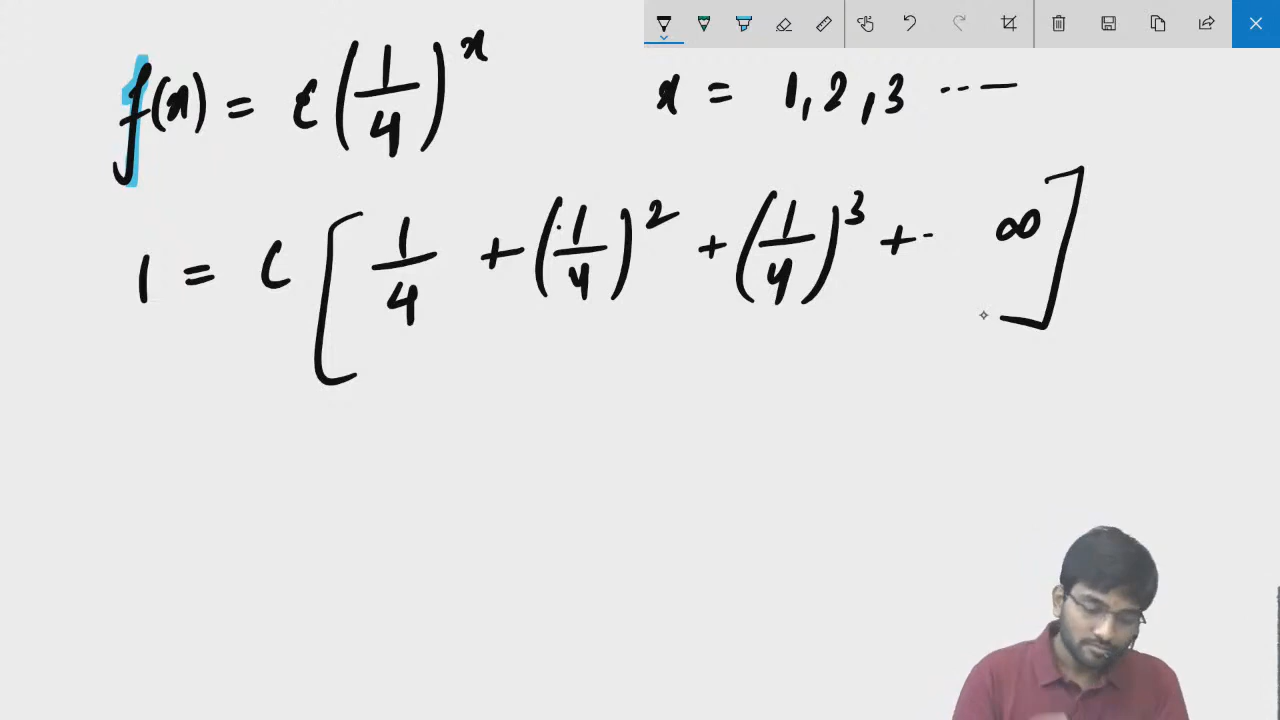 f(x) = c(1/4)^x    x = 1, 2, 3 ----
1 = c[1/4 + (1/4)^2 + (1/4)^3 + -- ∞]